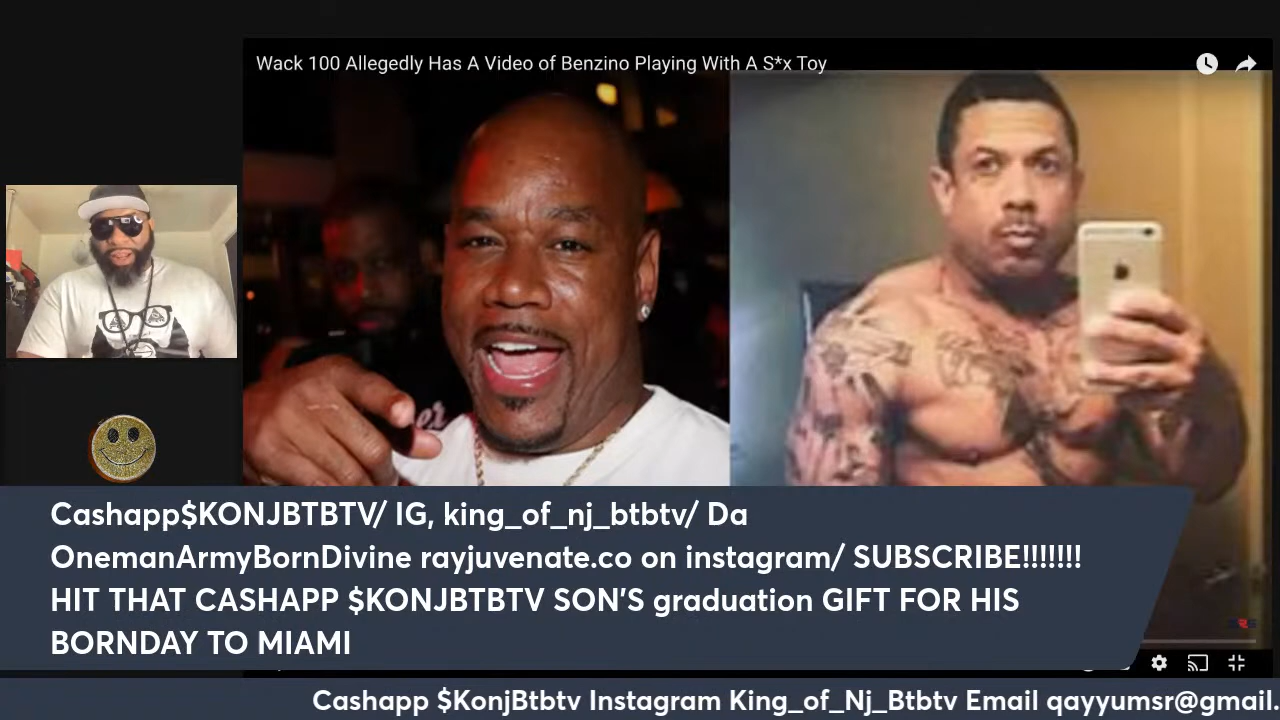 Wack 100 Allegedly Has A Video of Benzino Playing With A S*x Toy
Cashapp$KONJBTBTV/ IG, king_of_nj_btbtv/ Da
OnemanArmyBornDivine rayjuvenate.co on instagram/ SUBSCRIBE!!!!!!!
HIT THAT CASHAPP $KONJBTBTV SON'S graduation GIFT FOR HIS
BORNDAY TO MIAMI
Cashapp $KonjBtbtv Instagram King_of_Nj_Btbtv Email qayyumsr@gmail.